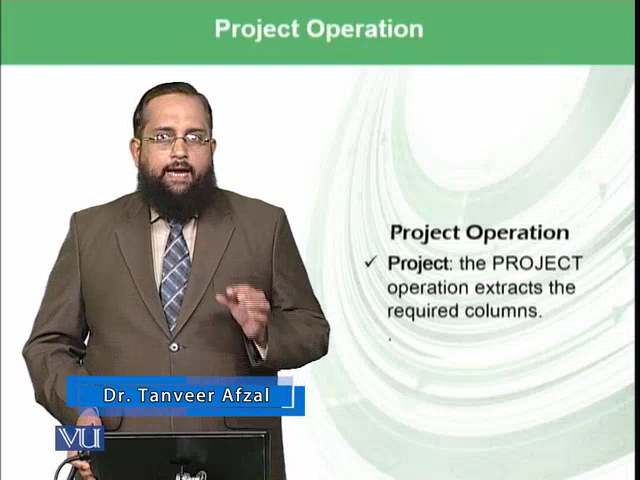 Project Operation
Project Operation
✓ Project: the PROJECT
operation extracts the
required columns.
.
Dr. Tanveer Afzal
VU